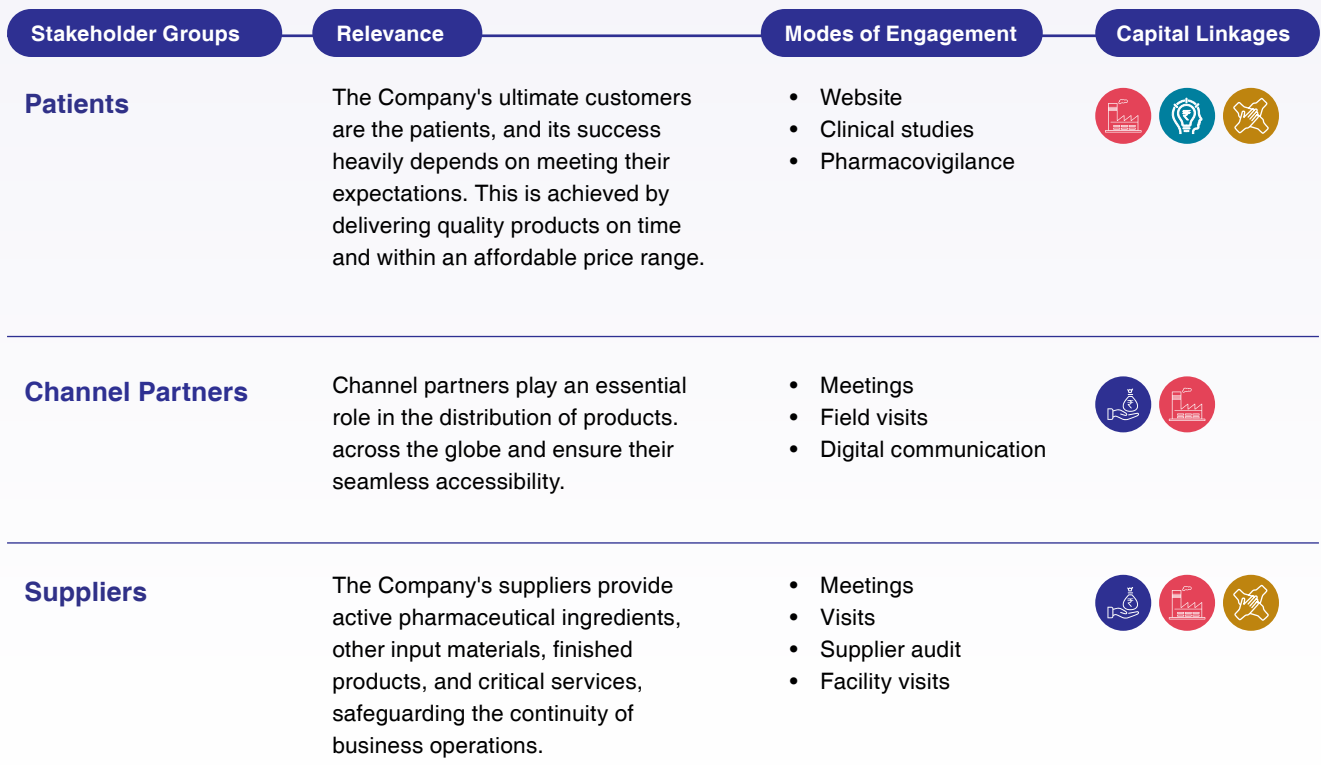 Stakeholder Groups
Relevance
Modes of Engagement
Capital Linkages
Patients
The Company's ultimate customers
are the patients, and its success
heavily depends on meeting their
expectations. This is achieved by
delivering quality products on time
and within an affordable price range.
• Website
• Clinical studies
• Pharmacovigilance
₹
Channel Partners
Channel partners play an essential
role in the distribution of products.
across the globe and ensure their
seamless accessibility.
• Meetings
• Field visits
• Digital communication
₹
Suppliers
The Company's suppliers provide
active pharmaceutical ingredients,
other input materials, finished
products, and critical services,
safeguarding the continuity of
business operations.
• Meetings
• Visits
• Supplier audit
• Facility visits
₹